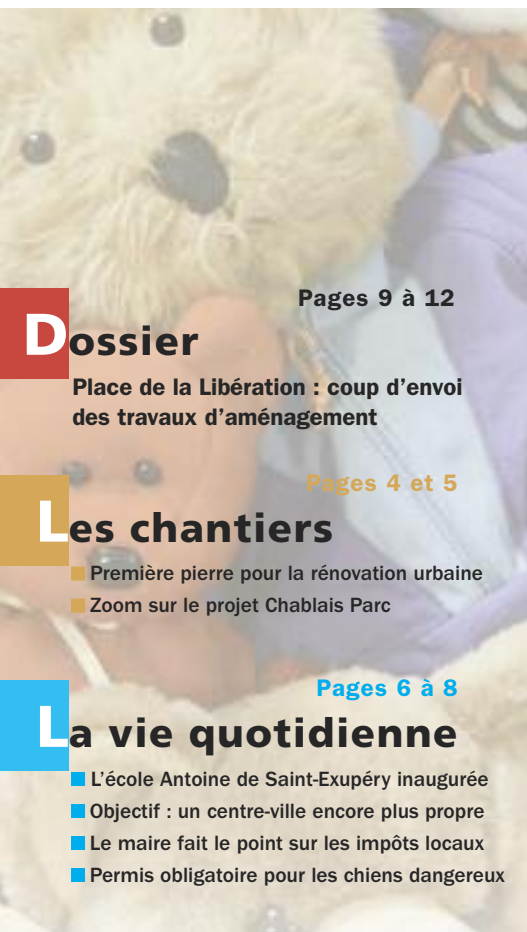 Pages 9 à 12
Dossier
Place de la Libération : coup d’envoi
des travaux d’aménagement
Pages 4 et 5
Les chantiers
Première pierre pour la rénovation urbaine
Zoom sur le projet Chablais Parc
Pages 6 à 8
La vie quotidienne
L’école Antoine de Saint-Exupéry inaugurée
Objectif : un centre-ville encore plus propre
Le maire fait le point sur les impôts locaux
Permis obligatoire pour les chiens dangereux